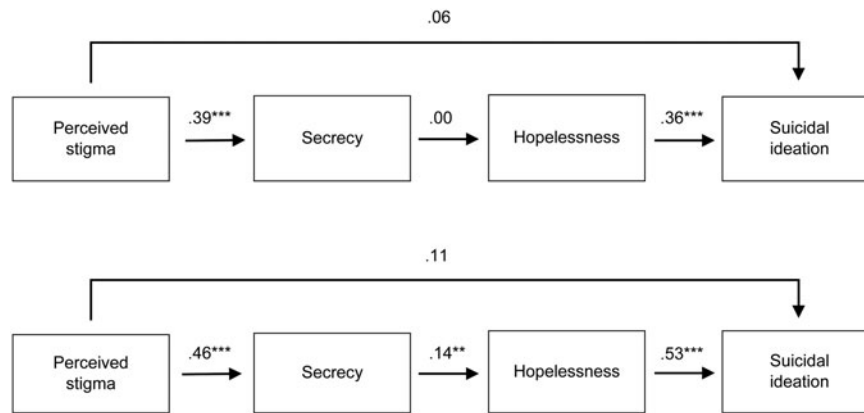 .06
Perceived
stigma
.39***
Secrecy
.00
Hopelessness
.36***
Suicidal
ideation
.11
Perceived
stigma
.46***
Secrecy
.14**
Hopelessness
.53***
Suicidal
ideation